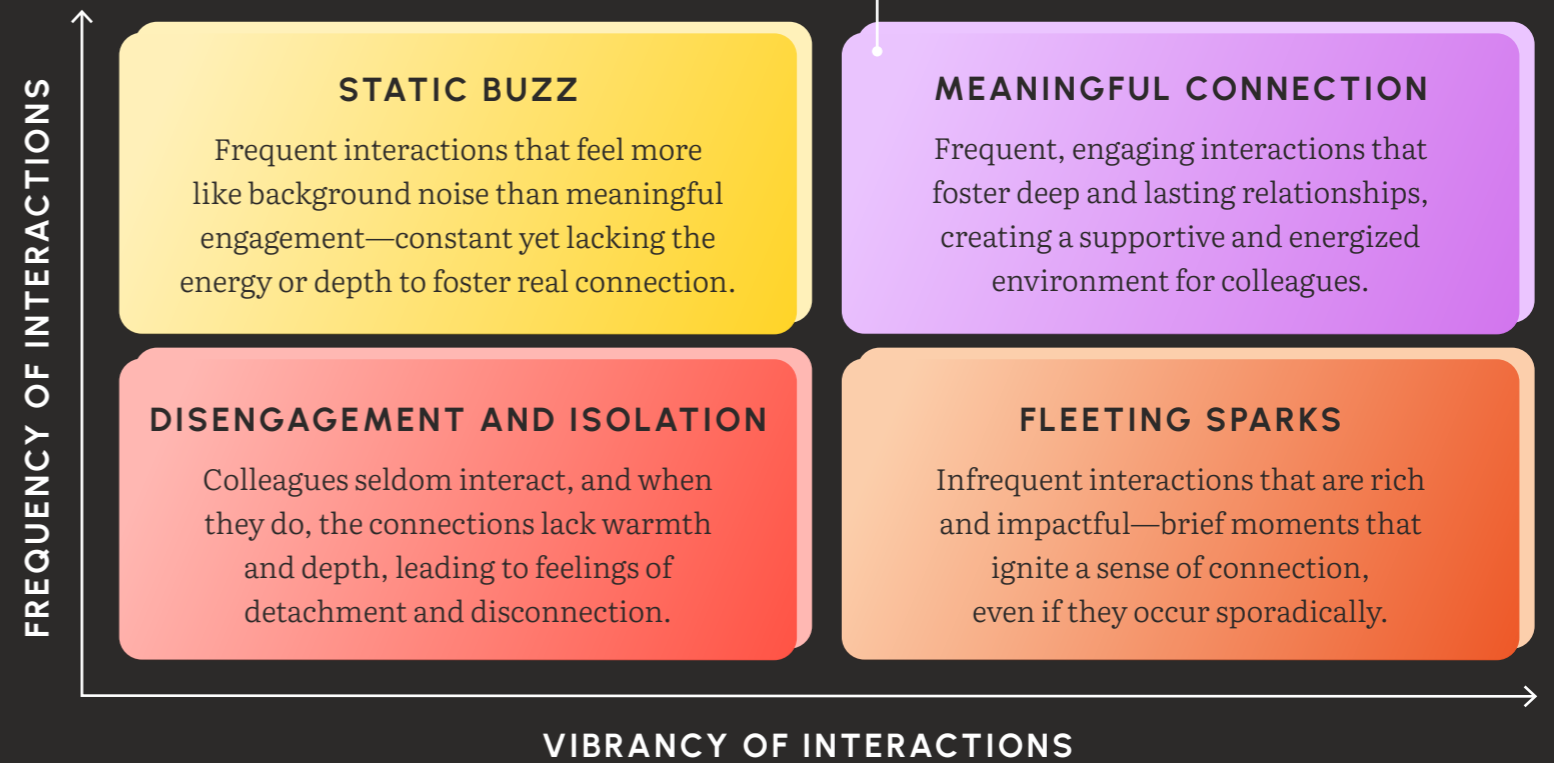 FREQUENCY OF INTERACTIONS
STATIC BUZZ
Frequent interactions that feel more
like background noise than meaningful
engagement—constant yet lacking the
energy or depth to foster real connection.
MEANINGFUL CONNECTION
Frequent, engaging interactions that
foster deep and lasting relationships,
creating a supportive and energized
environment for colleagues.
DISENGAGEMENT AND ISOLATION
Colleagues seldom interact, and when
they do, the connections lack warmth
and depth, leading to feelings of
detachment and disconnection.
FLEETING SPARKS
Infrequent interactions that are rich
and impactful—brief moments that
ignite a sense of connection,
even if they occur sporadically.
VIBRANCY OF INTERACTIONS